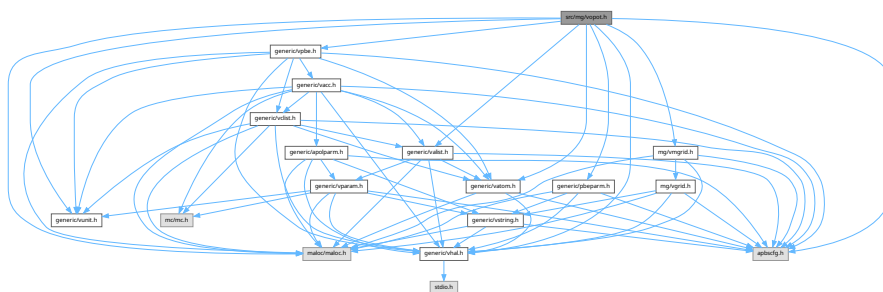 src/mg/vopot.h
generic/vpbe.h
generic/vacc.h
generic/vclist.h
generic/apolparm.h
generic/valist.h
mg/vmgrid.h
generic/vparam.h
generic/vatom.h
generic/pbeparm.h
mg/vgrid.h
generic/vunit.h
mc/mc.h
generic/vstring.h
maloc/maloc.h
generic/vhal.h
apbscfg.h
stdio.h